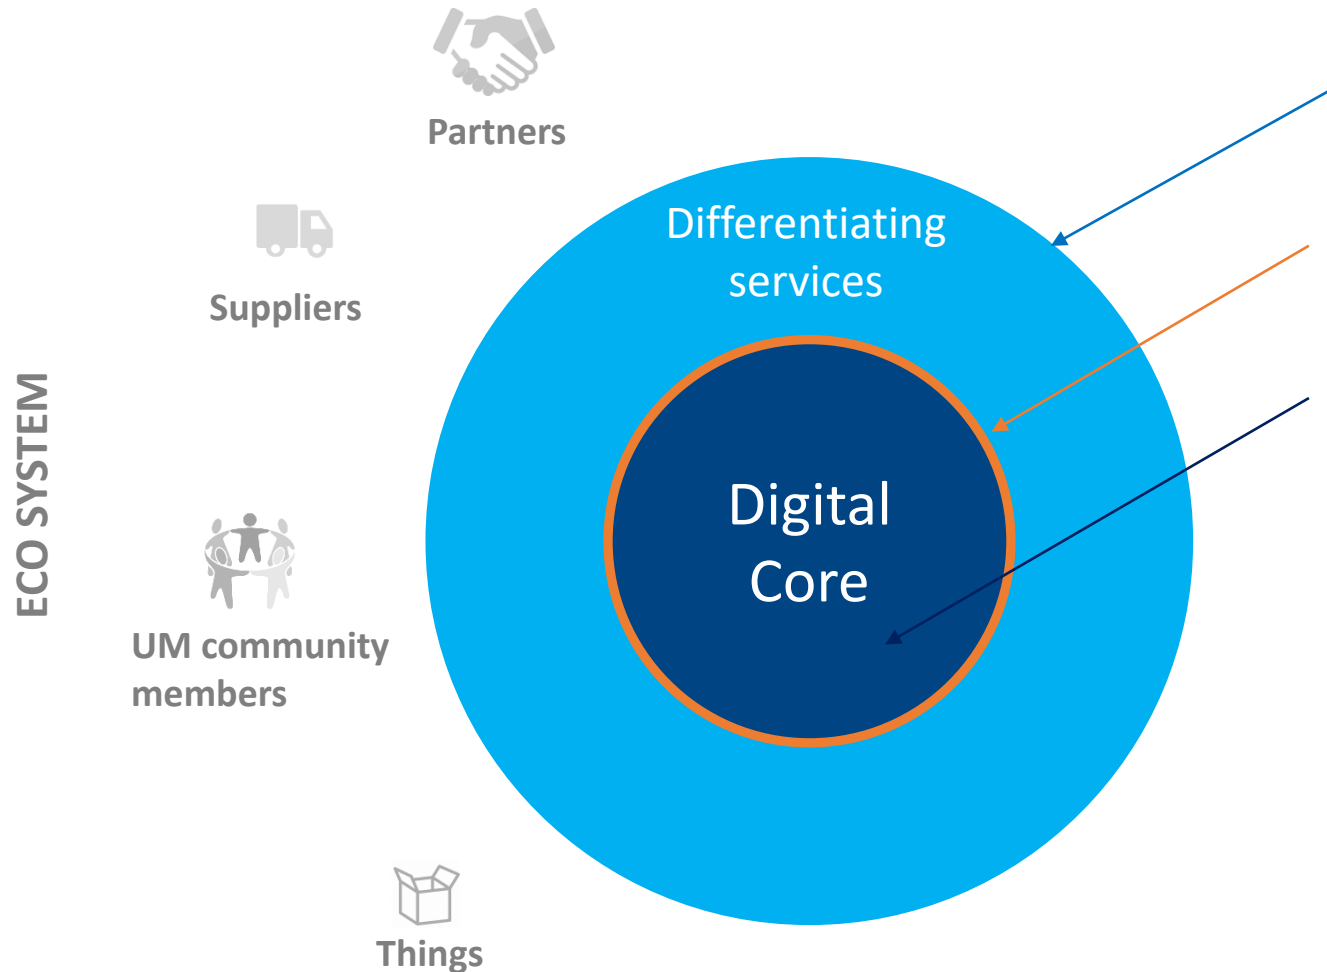 Partners
Differentiating
services
Suppliers
ECO SYSTEM
Digital
Core
UM community
members
Things